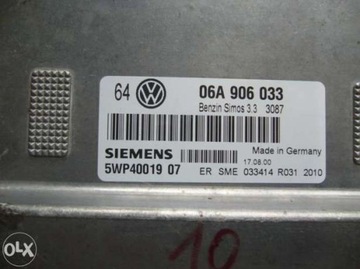 64 06A 906 033
Benzin Simos 3.3 3087
SIEMENS Made in Germany
17.08.00
5WP40019 07 ER SME 033414 R031 2010
10
OLX